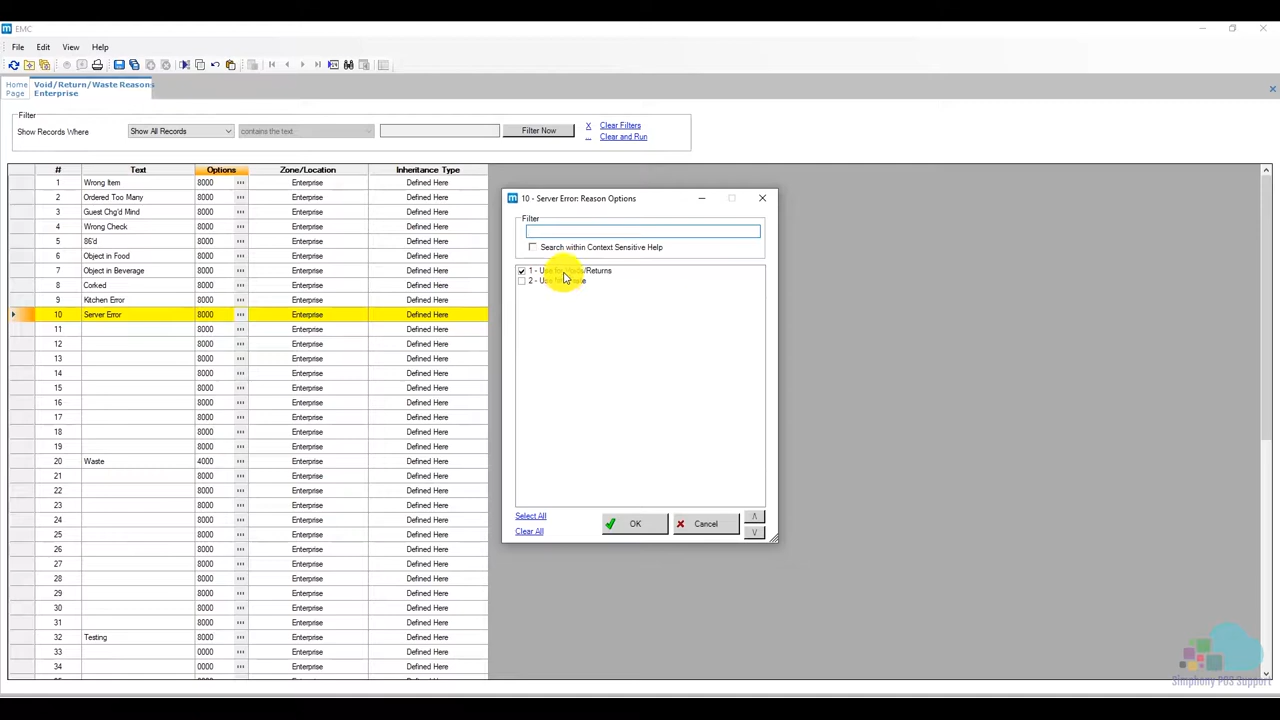 EMC
File Edit View Help
Home Page
Void/Return/Waste Reasons
Enterprise
Filter
Show Records Where Show All Records contains the text Filter Now X Clear Filters
... Clear and Run
# Text Options Zone/Location Inheritance Type
1 Wrong Item 8000 Enterprise Defined Here
2 Ordered Too Many 8000 Enterprise Defined Here
3 Guest Chg'd Mind 8000 Enterprise Defined Here
4 Wrong Check 8000 Enterprise Defined Here
5 86'd 8000 Enterprise Defined Here
6 Object in Food 8000 Enterprise Defined Here
7 Object in Beverage 8000 Enterprise Defined Here
8 Corked 8000 Enterprise Defined Here
9 Kitchen Error 8000 Enterprise Defined Here
10 Server Error 8000 Enterprise Defined Here
11 8000 Enterprise Defined Here
12 8000 Enterprise Defined Here
13 8000 Enterprise Defined Here
14 8000 Enterprise Defined Here
15 8000 Enterprise Defined Here
16 8000 Enterprise Defined Here
17 8000 Enterprise Defined Here
18 8000 Enterprise Defined Here
19 8000 Enterprise Defined Here
20 Waste 4000 Enterprise Defined Here
21 8000 Enterprise Defined Here
22 8000 Enterprise Defined Here
23 8000 Enterprise Defined Here
24 8000 Enterprise Defined Here
25 8000 Enterprise Defined Here
26 8000 Enterprise Defined Here
27 8000 Enterprise Defined Here
28 8000 Enterprise Defined Here
29 8000 Enterprise Defined Here
30 8000 Enterprise Defined Here
31 8000 Enterprise Defined Here
32 Testing 8000 Enterprise Defined Here
33 0000 Enterprise Defined Here
34 0000 Enterprise Defined Here
10 - Server Error: Reason Options
Filter
Search within Context Sensitive Help
1 - Use /Returns
2 - Use
Select All
Clear All
OK Cancel
Simphony POS Support